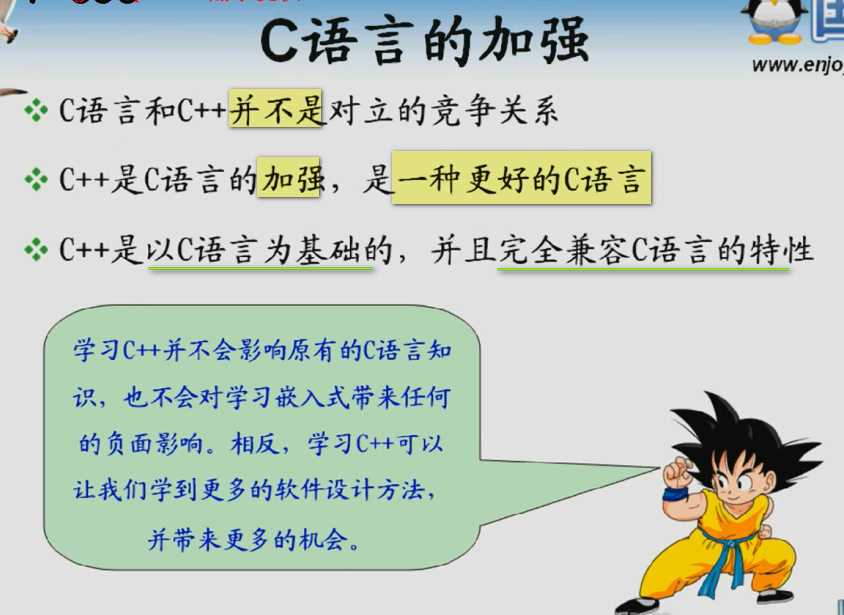 C语言的加强
www.enjo
C语言和C++并不是对立的竞争关系
C++是C语言的加强，是一种更好的C语言
C++是以C语言为基础的，并且完全兼容C语言的特性
学习C++并不会影响原有的C语言知
识，也不会对学习嵌入式带来任何
的负面影响。相反，学习C++可以
让我们学到更多的软件设计方法，
并带来更多的机会。